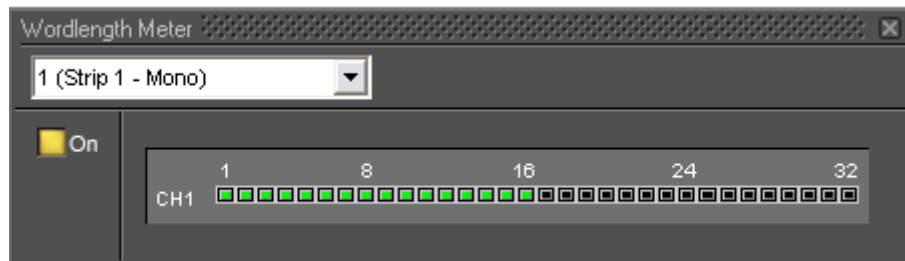 Wordlength Meter
1 (Strip 1 - Mono)
On
1 8 16 24 32
CH1